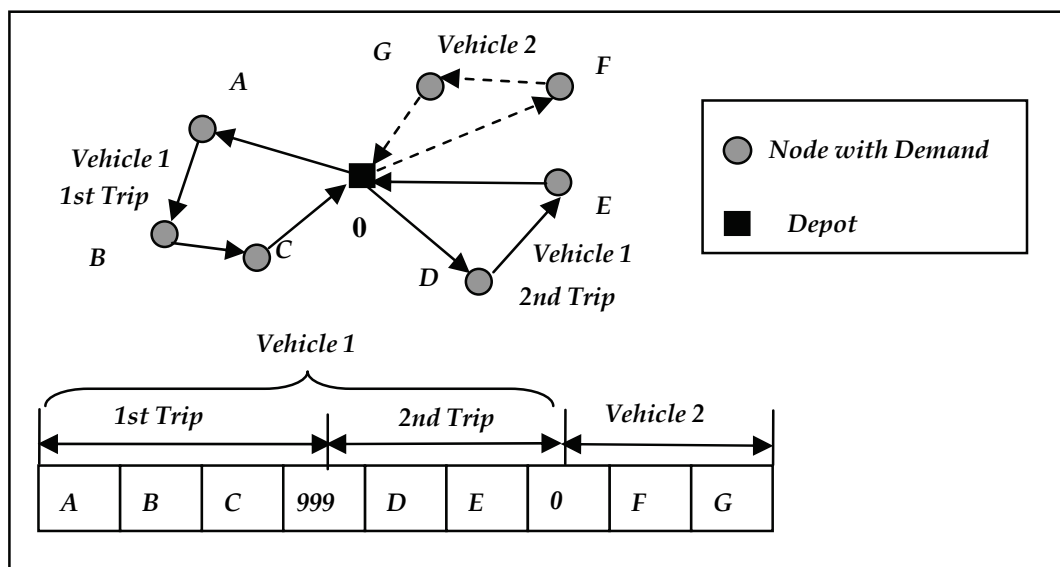 Vehicle 2
G
F
A
Vehicle 1
1st Trip
Node with Demand
E
0
Depot
B
C
D
Vehicle 1
2nd Trip
Vehicle 1
1st Trip
2nd Trip
Vehicle 2
A B C 999 D E 0 F G